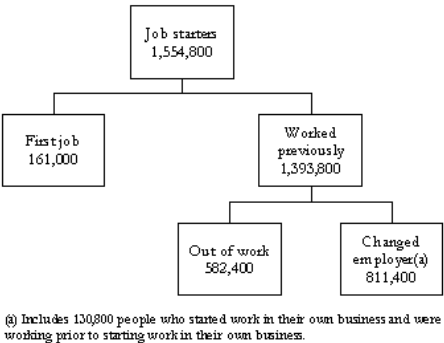 Job starters
1,554,800
First job
161,000
Worked
previously
1,393,800
Out of work
582,400
Changed
employer(a)
811,400
(a) Includes 130,800 people who started work in their own business and were
working prior to starting work in their own business.